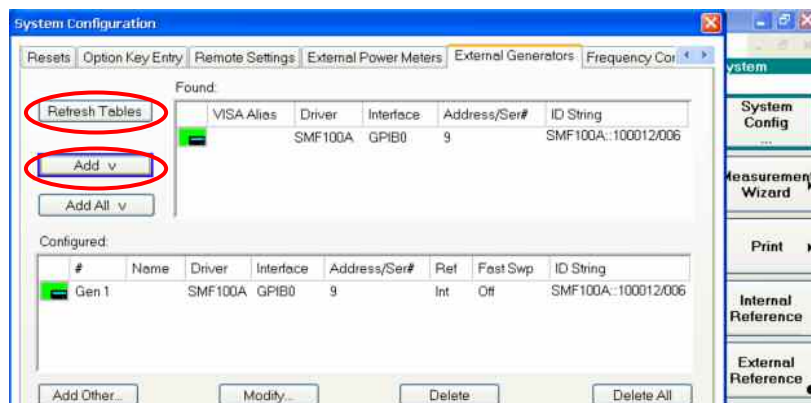 System Configuration
Resets Option Key Entry Remote Settings External Power Meters External Generators Frequency Cor
ystem
Found:
Refresh Tables
VISA Alias Driver Interface Address/Ser# ID String
SMF100A GPIB0 9 SMF100A::100012/006
System
Config
...
Add v
Add All v
Measuremen
Wizard
Configured:
# Name Driver Interface Address/Ser# Ref Fast Swp ID String
Gen 1 SMF100A GPIB0 9 Int Off SMF100A::100012/006
Print
Internal
Reference
External
Reference
Add Other... Modify... Delete Delete All